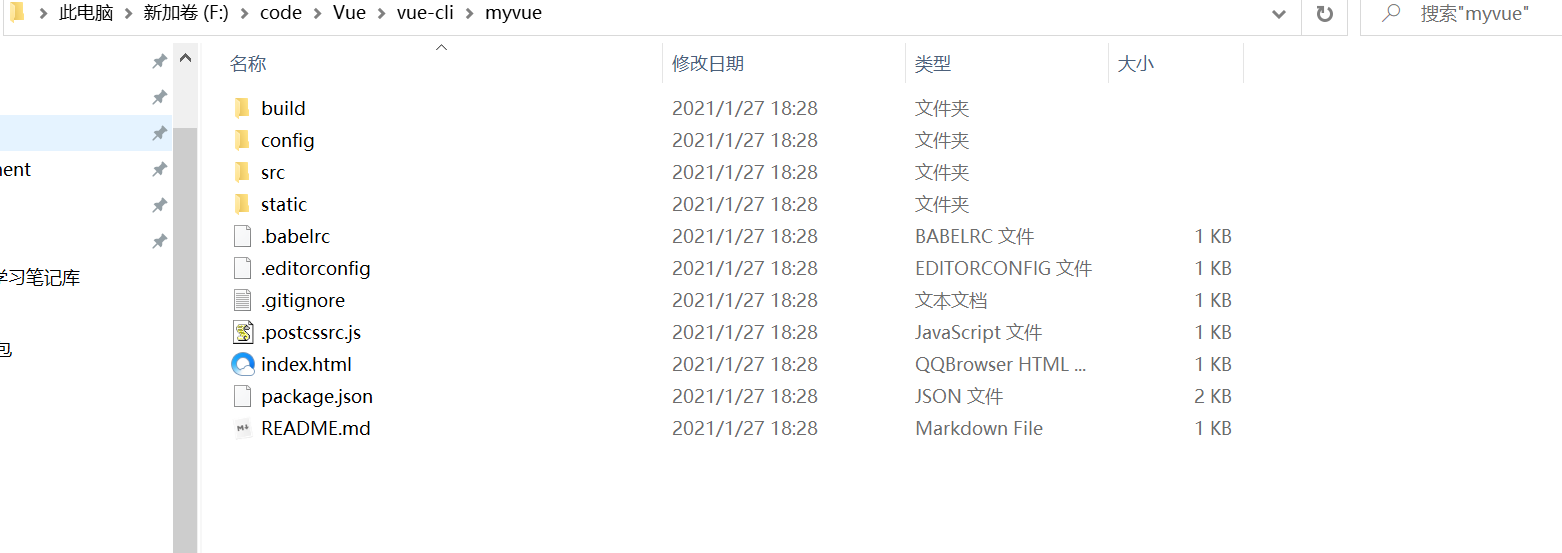 此电脑 > 新加卷 (F:) > code > Vue > vue-cli > myvue 搜索"myvue"
名称 修改日期 类型 大小
build 2021/1/27 18:28 文件夹
config 2021/1/27 18:28 文件夹
src 2021/1/27 18:28 文件夹
static 2021/1/27 18:28 文件夹
.babelrc 2021/1/27 18:28 BABELRC 文件 1 KB
.editorconfig 2021/1/27 18:28 EDITORCONFIG 文件 1 KB
.gitignore 2021/1/27 18:28 文本文档 1 KB
.postcssrc.js 2021/1/27 18:28 JavaScript 文件 1 KB
index.html 2021/1/27 18:28 QQBrowser HTML ... 1 KB
package.json 2021/1/27 18:28 JSON 文件 2 KB
README.md 2021/1/27 18:28 Markdown File 1 KB
nent
学习笔记库
包